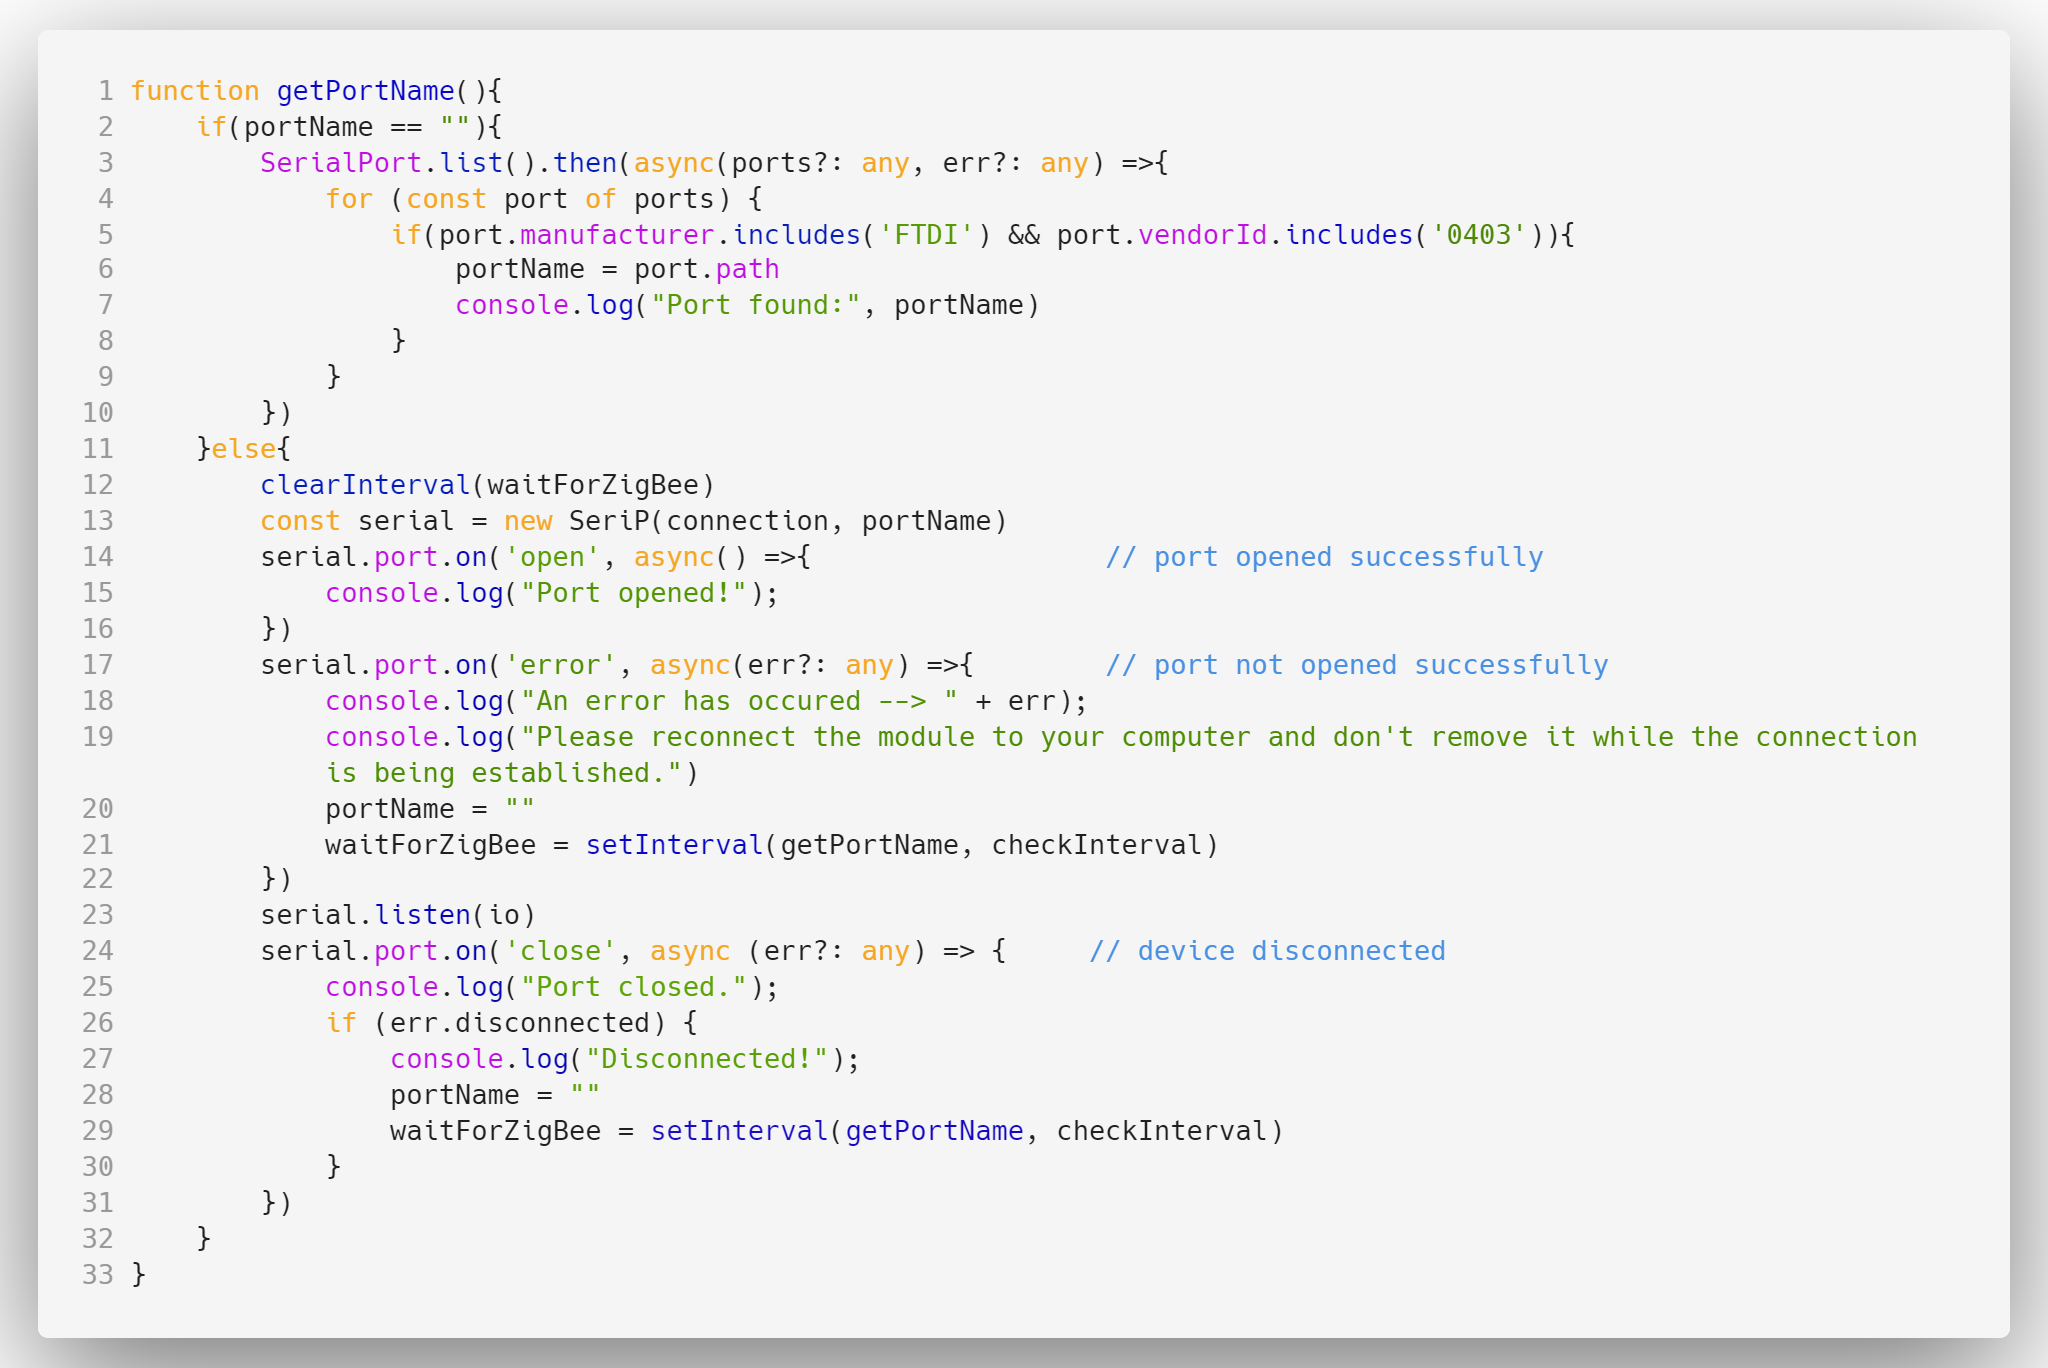 1 function getPortName(){
2     if(portName == ""){
3         SerialPort.list().then(async(ports?: any, err?: any) =>{
4             for (const port of ports) {
5                 if(port.manufacturer.includes('FTDI') && port.vendorId.includes('0403')){
6                     portName = port.path
7                     console.log("Port found:", portName)
8                 }
9             }
10         })
11     }else{
12         clearInterval(waitForZigBee)
13         const serial = new SeriP(connection, portName)
14         serial.port.on('open', async() =>{                  // port opened successfully
15             console.log("Port opened!");
16         })
17         serial.port.on('error', async(err?: any) =>{        // port not opened successfully
18             console.log("An error has occured --> " + err);
19             console.log("Please reconnect the module to your computer and don't remove it while the connection
            is being established.")
20             portName = ""
21             waitForZigBee = setInterval(getPortName, checkInterval)
22         })
23         serial.listen(io)
24         serial.port.on('close', async (err?: any) => {     // device disconnected
25             console.log("Port closed.");
26             if (err.disconnected) {
27                 console.log("Disconnected!");
28                 portName = ""
29                 waitForZigBee = setInterval(getPortName, checkInterval)
30             }
31         })
32     }
33 }